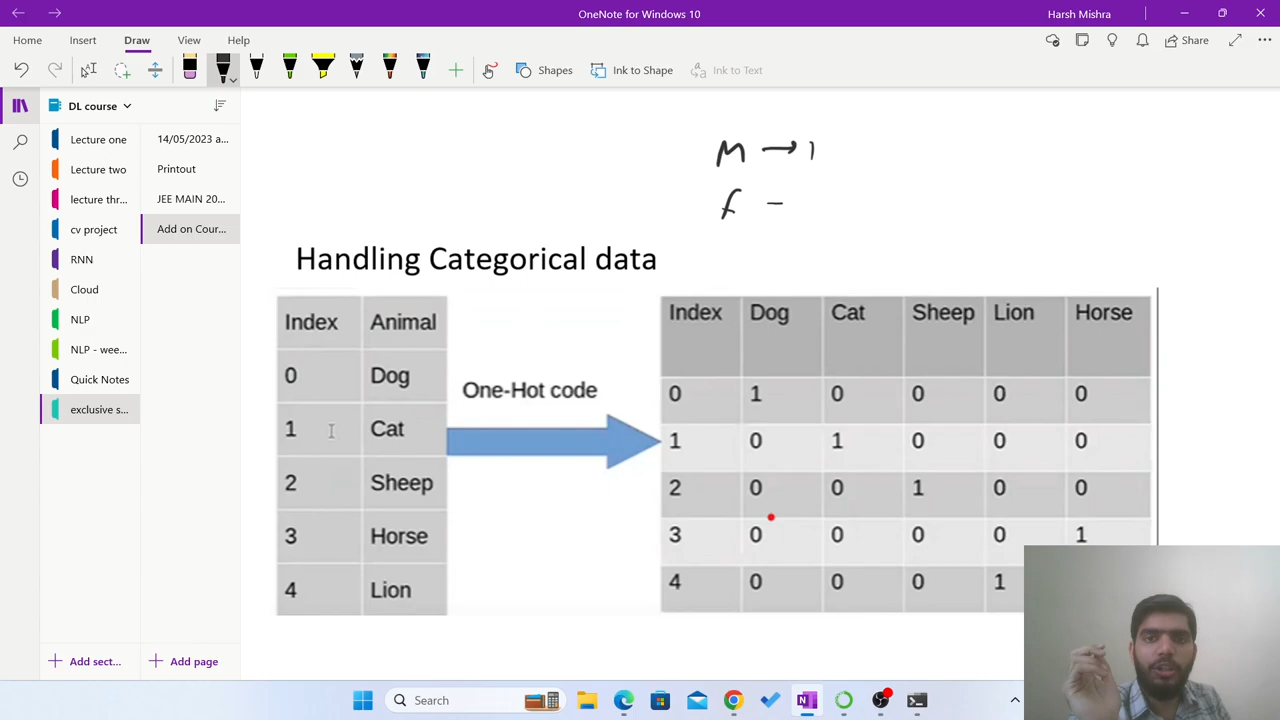 OneNote for Windows 10
Harsh Mishra
Home Insert Draw View Help
Share
Shapes Ink to Shape Ink to Text
DL course
Lecture one
Lecture two
lecture thr...
cv project
RNN
Cloud
NLP
NLP - wee...
Quick Notes
exclusive s...
14/05/2023 a...
Printout
JEE MAIN 20...
Add on Cour...
M → 1
f -
Handling Categorical data
Index Animal
0 Dog
1 Cat
2 Sheep
3 Horse
4 Lion
One-Hot code
Index Dog Cat Sheep Lion Horse
0 1 0 0 0 0
1 0 1 0 0 0
2 0 0 1 0 0
3 0 0 0 0 1
4 0 0 0 1
Add sect...
Add page
Search